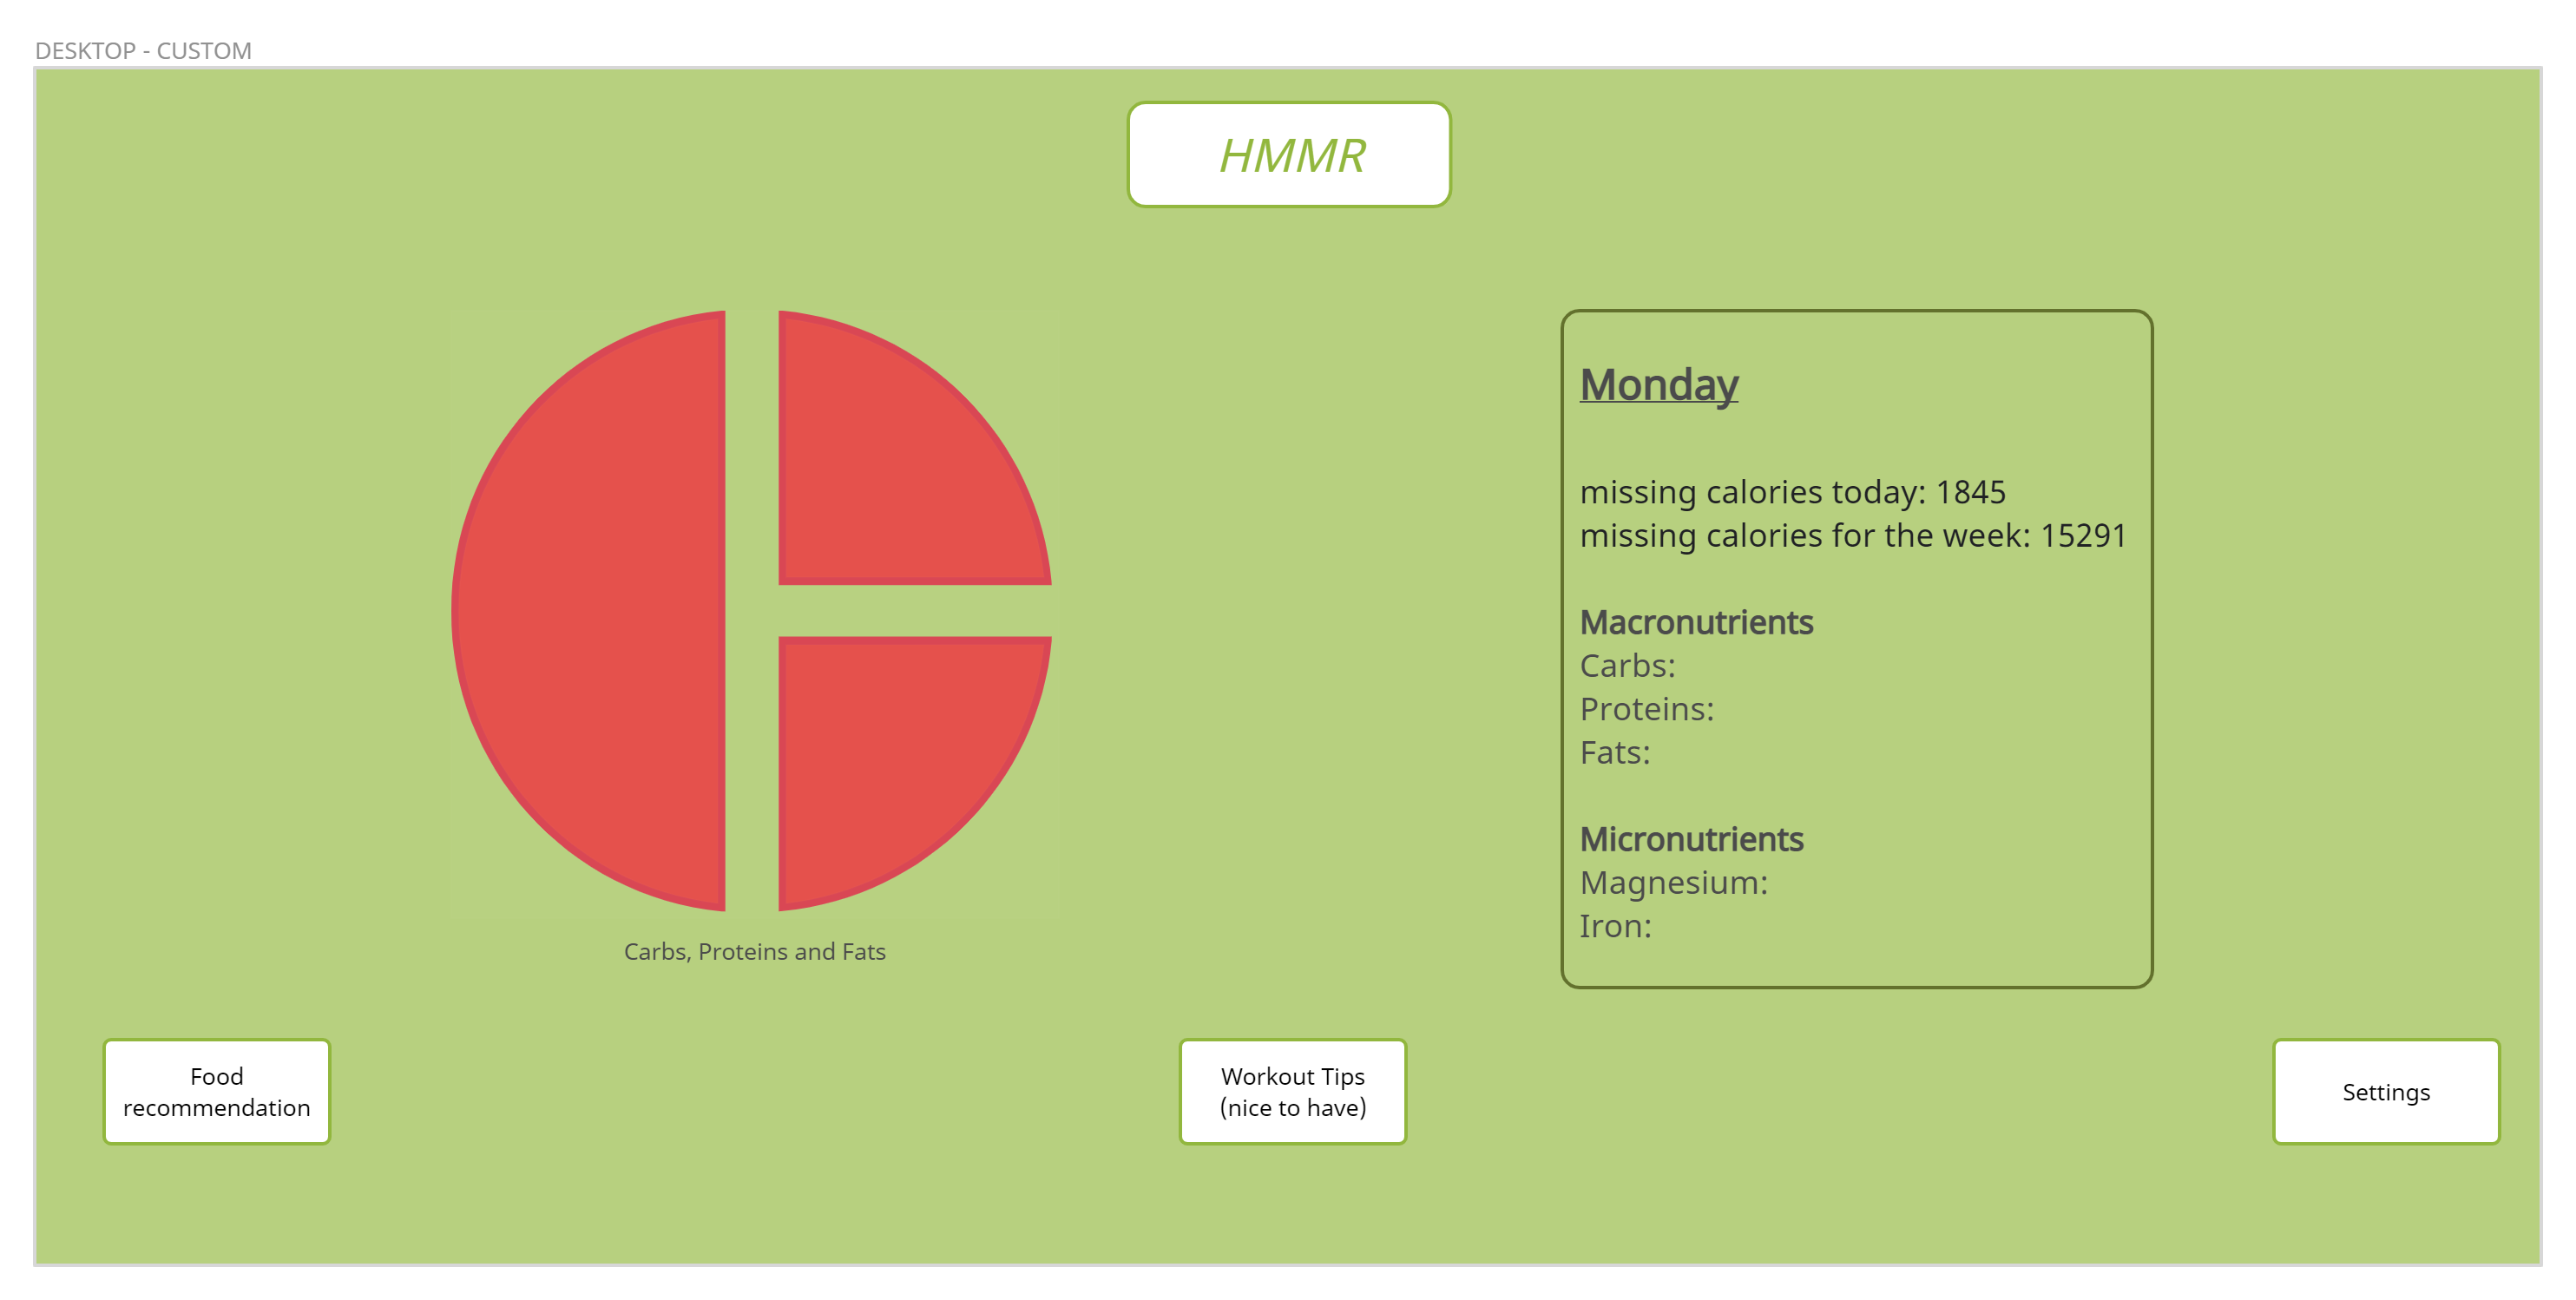 DESKTOP - CUSTOM
HMMR
Monday
missing calories today: 1845
missing calories for the week: 15291
Macronutrients
Carbs:
Proteins:
Fats:
Micronutrients
Magnesium:
Iron:
Carbs, Proteins and Fats
Food
recommendation
Workout Tips
(nice to have)
Settings